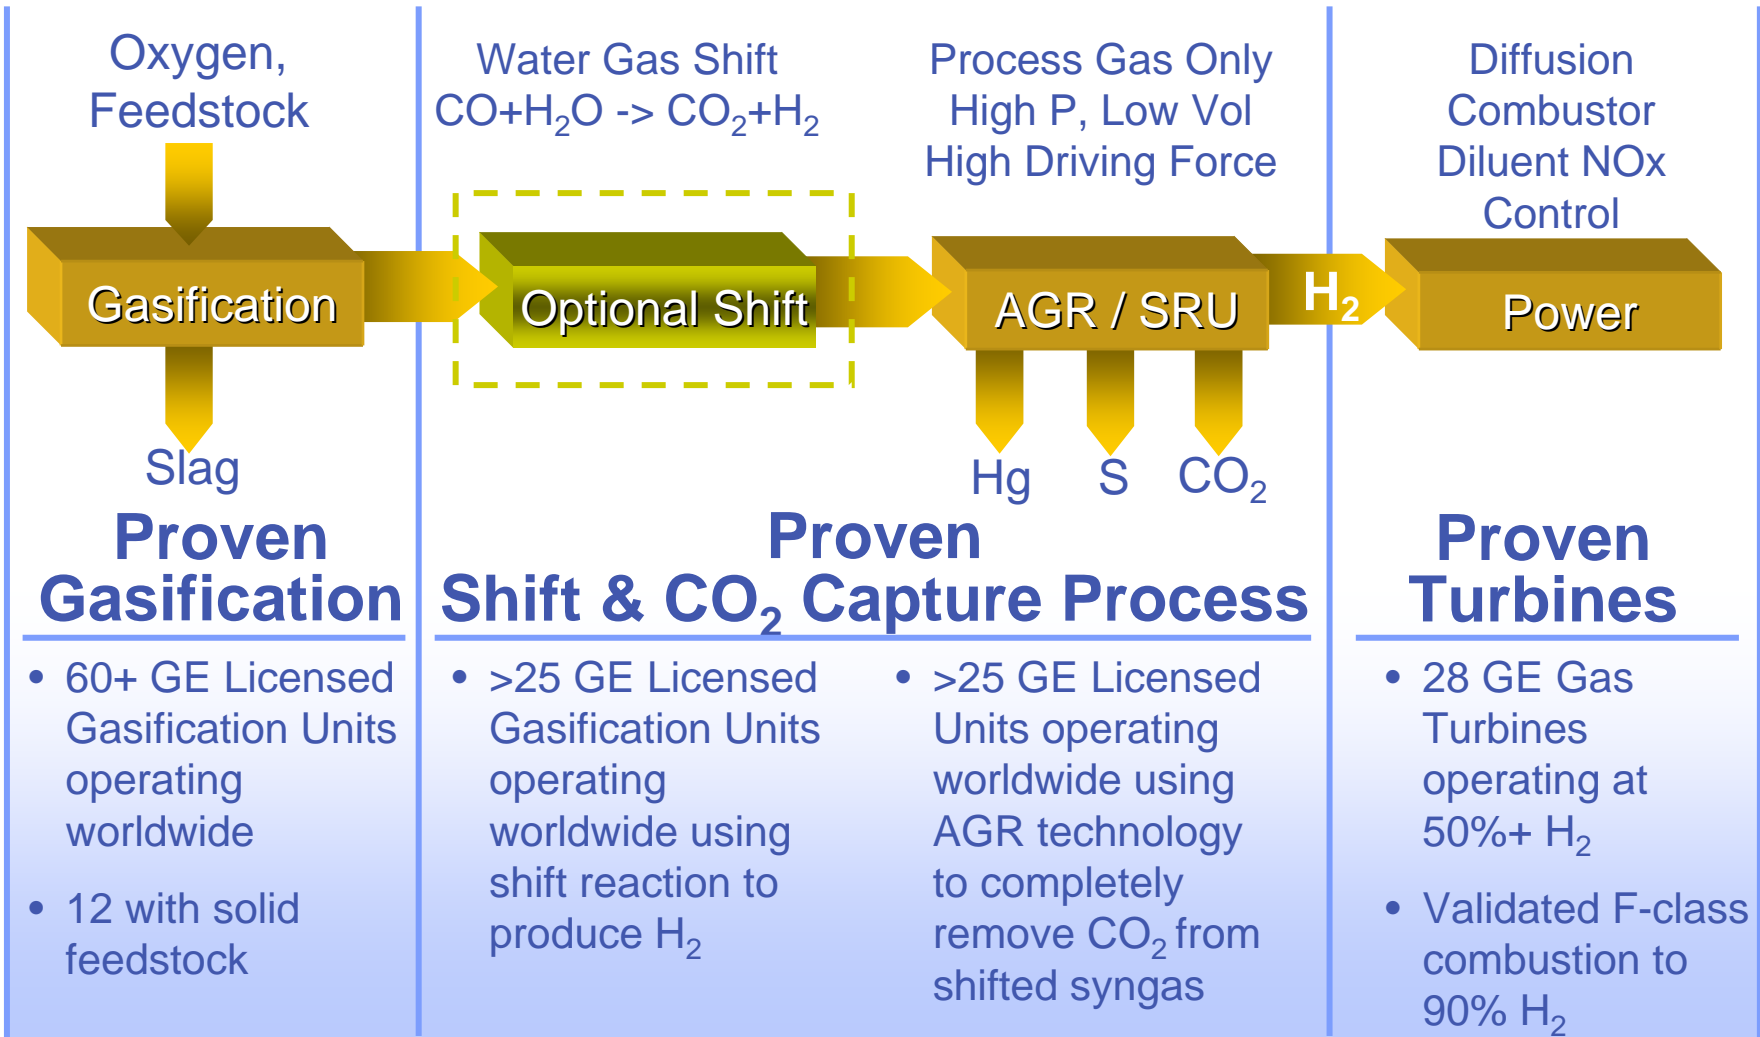 Oxygen,
Feedstock
Gasification
Slag
Water Gas Shift
CO+H₂O -> CO₂+H₂
Optional Shift
Process Gas Only
High P, Low Vol
High Driving Force
AGR / SRU
Hg
S
CO₂
H₂
Diffusion
Combustor
Diluent NOx
Control
Power
Proven
Gasification
• 60+ GE Licensed
Gasification Units
operating
worldwide
• 12 with solid
feedstock
Proven
Shift & CO₂ Capture Process
• >25 GE Licensed
Gasification Units
operating
worldwide using
shift reaction to
produce H₂
• >25 GE Licensed
Units operating
worldwide using
AGR technology
to completely
remove CO₂ from
shifted syngas
Proven
Turbines
• 28 GE Gas
Turbines
operating at
50%+ H₂
• Validated F-class
combustion to
90% H₂